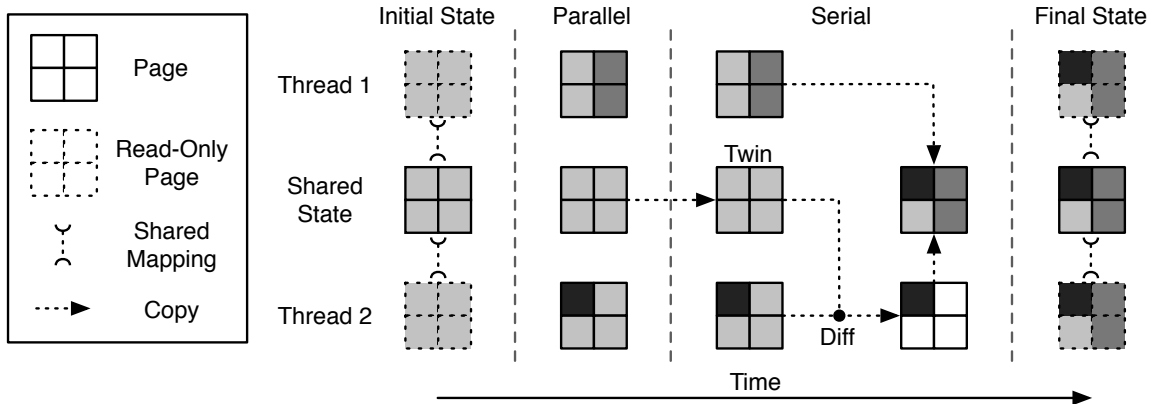 Page
Read-Only
Page
Shared
Mapping
Copy
Initial State
Parallel
Serial
Final State
Thread 1
Twin
Shared
State
Thread 2
Diff
Time